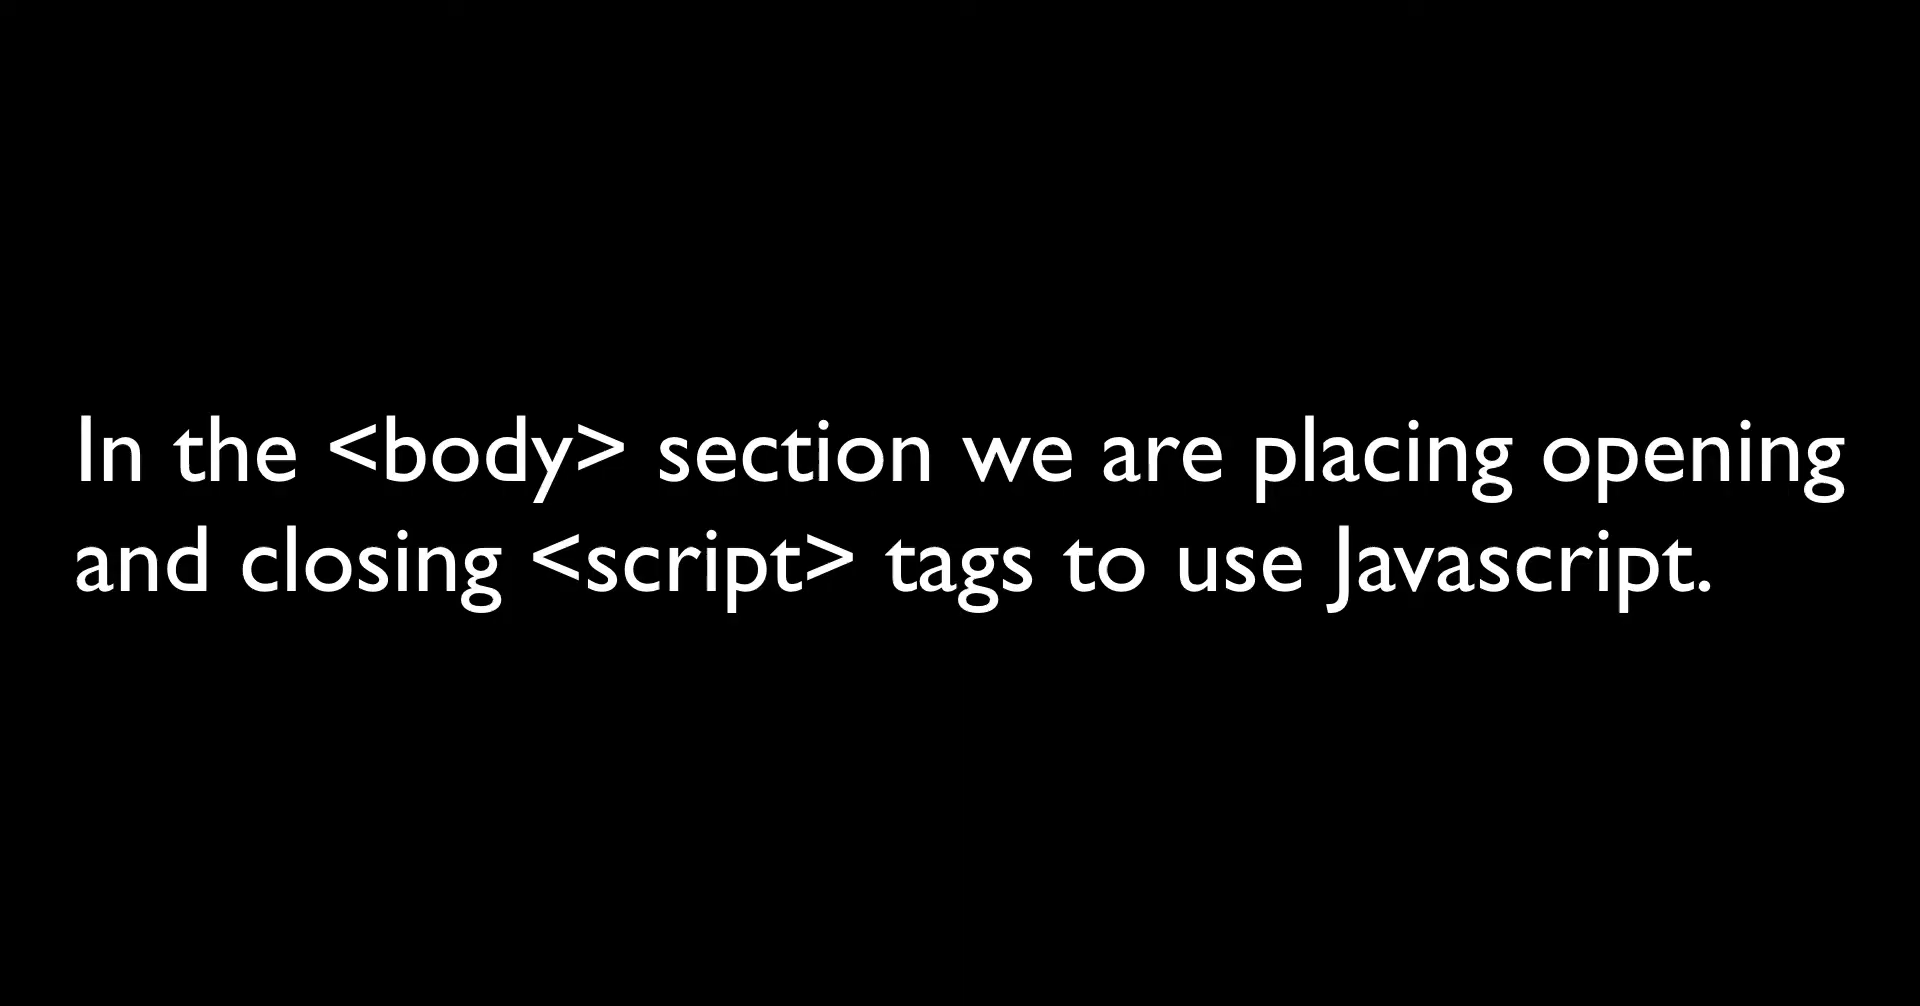 In the <body> section we are placing opening
and closing <script> tags to use Javascript.